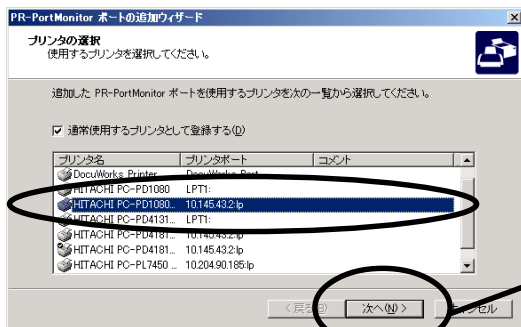 PR-PortMonitor ポートの追加ウィザード
プリンタの選択
使用するプリンタを選択してください。
追加した PR-PortMonitor ポートを使用するプリンタを次の一覧から選択してください。
通常使用するプリンタとして登録する(D)
プリンタ名 プリンタポート コメント
DocuWorks Printer DocuWorks Port
HITACHI PC-PD1080 LPT1:
HITACHI PC-PD1080... 10.145.43.2:lp
HITACHI PC-PD4131... LPT1:
HITACHI PC-PD4181... 10.145.43.2:lp
HITACHI PC-PD4181... 10.145.43.2:lp
HITACHI PC-PL7450 ... 10.204.90.185:lp
< 戻る(B) 次へ(N) > キャンセル